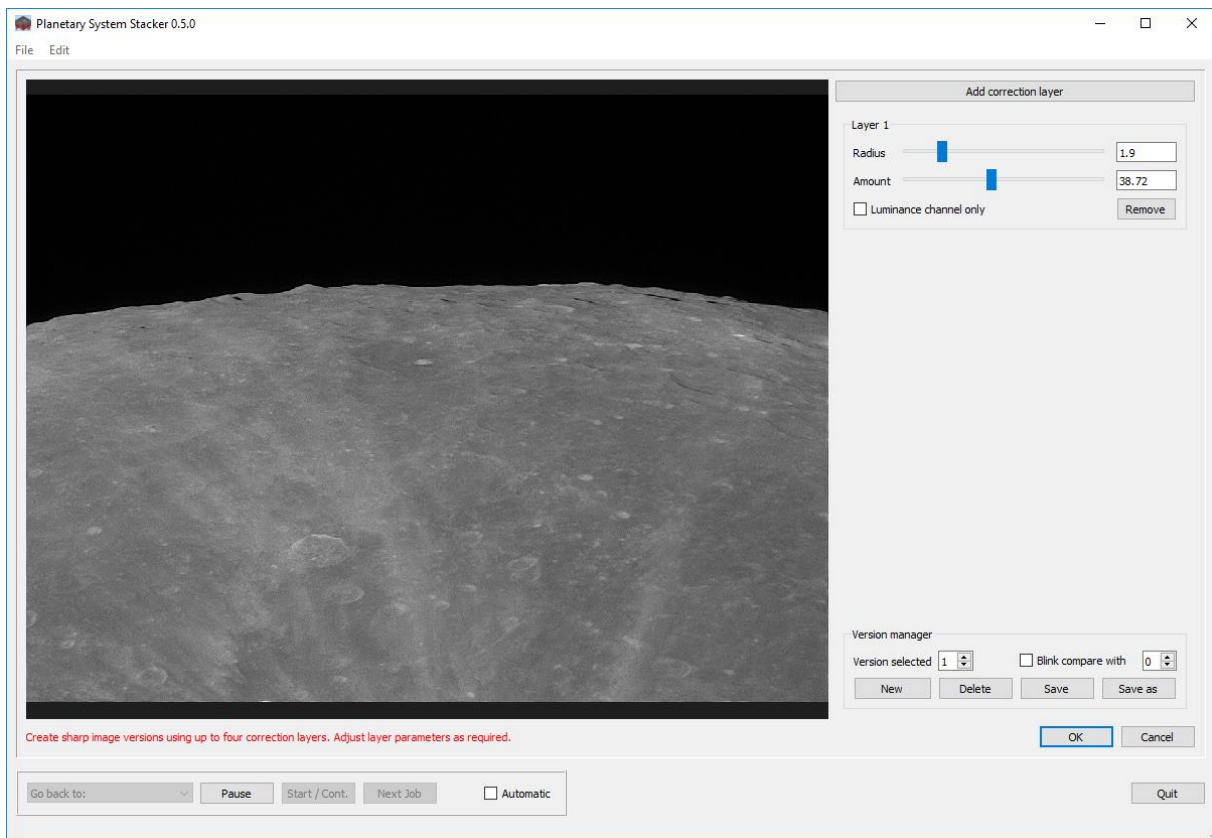 Planetary System Stacker 0.5.0
File Edit
Add correction layer
Layer 1
Radius 1.9
Amount 38.72
Luminance channel only Remove
Version manager
Version selected 1 Blink compare with 0
New Delete Save Save as
Create sharp image versions using up to four correction layers. Adjust layer parameters as required. OK Cancel
Go back to: Pause Start / Cont. Next Job Automatic Quit